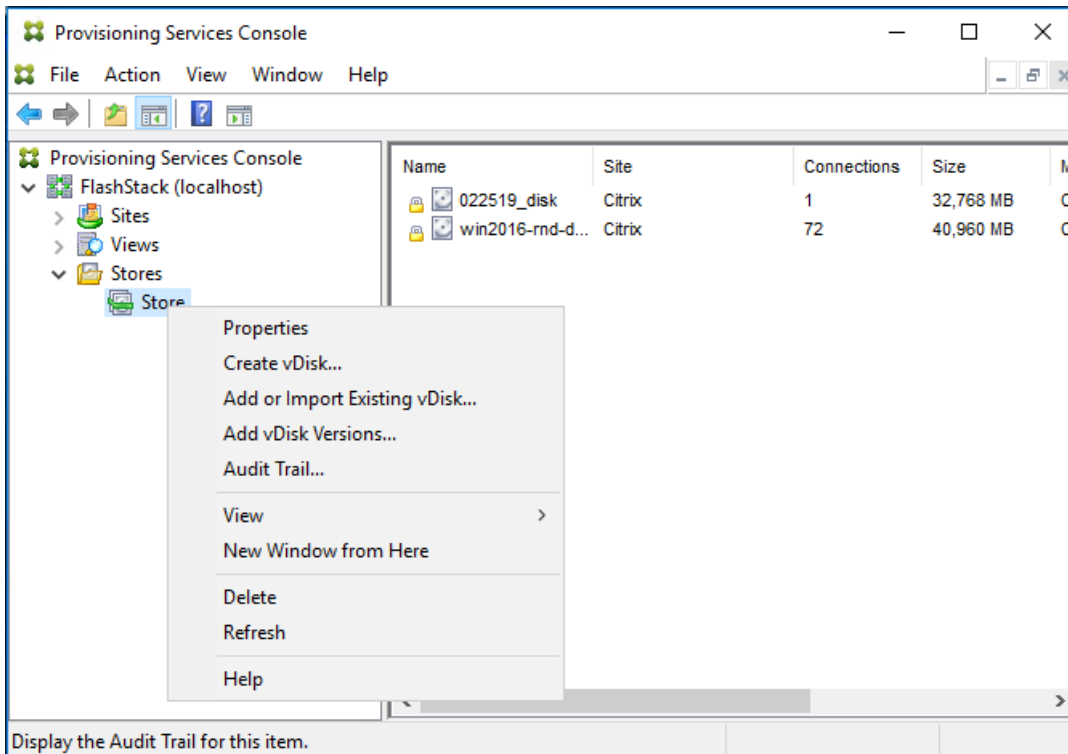 Provisioning Services Console
File Action View Window Help
Provisioning Services Console
FlashStack (localhost)
Sites
Views
Stores
Store
Name Site Connections Size
022519_disk Citrix 1 32,768 MB
win2016-rnd-d... Citrix 72 40,960 MB
Properties
Create vDisk...
Add or Import Existing vDisk...
Add vDisk Versions...
Audit Trail...
View
New Window from Here
Delete
Refresh
Help
Display the Audit Trail for this item.